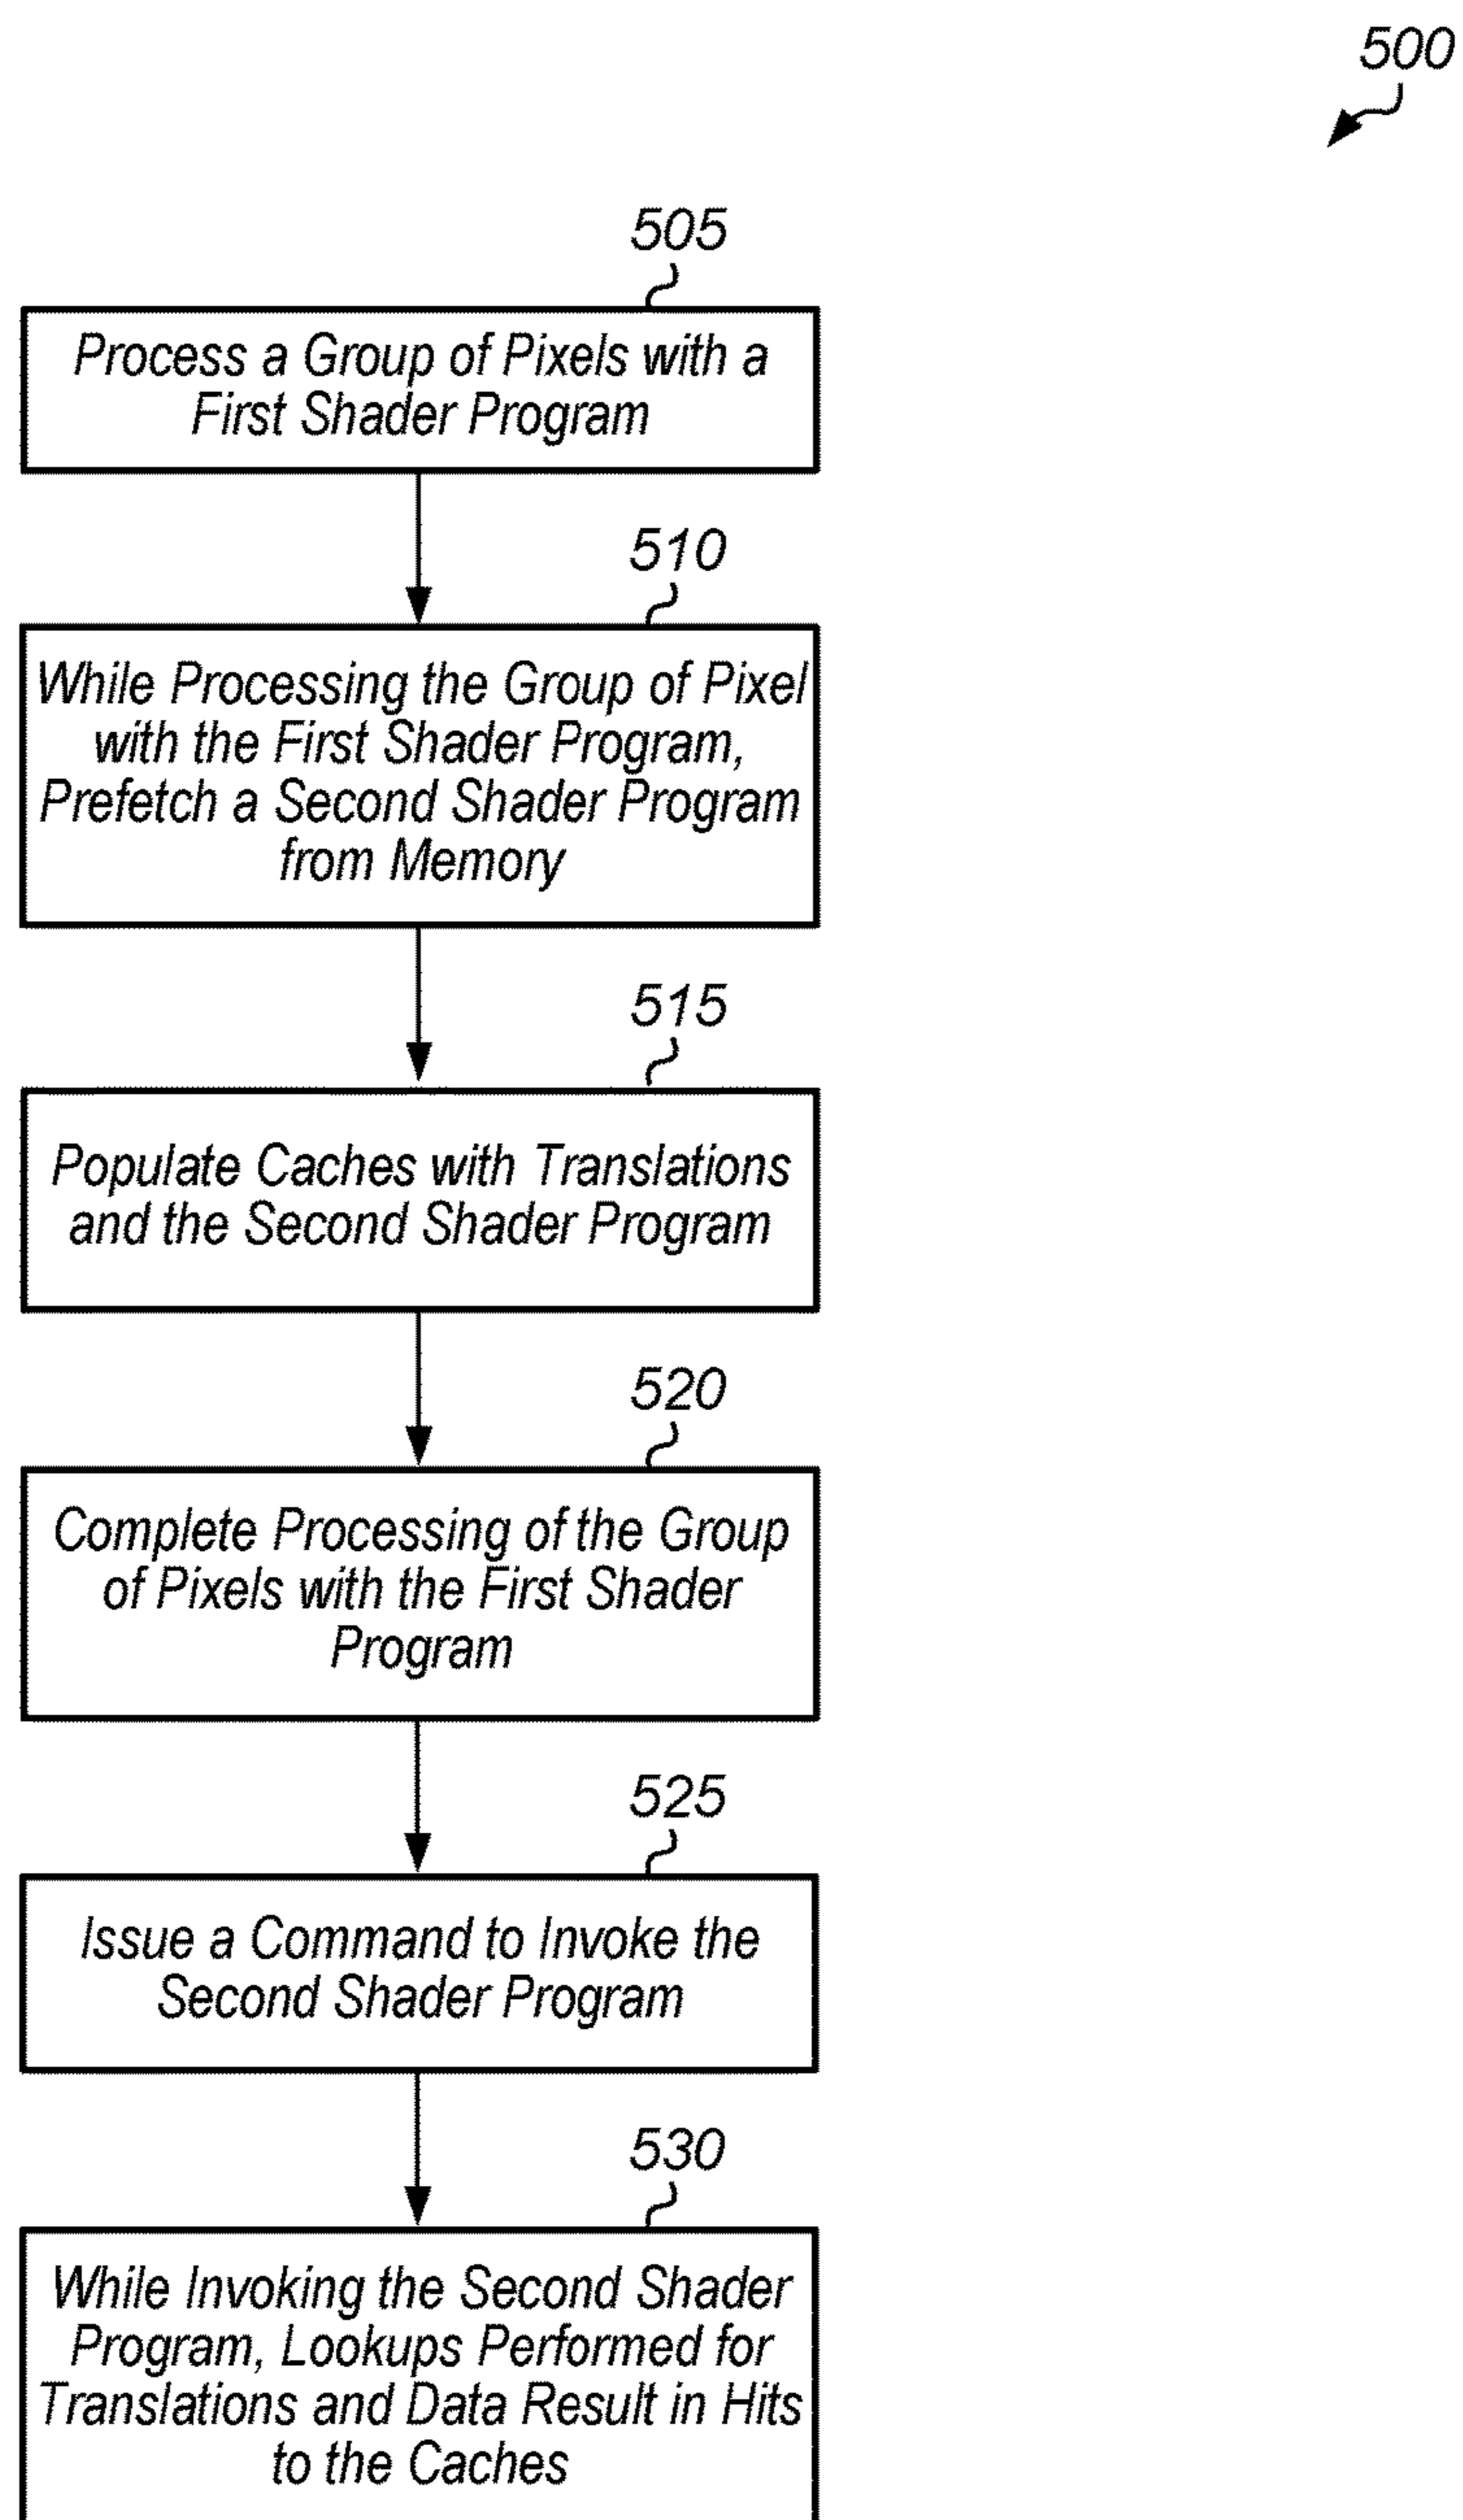 500
505
Process a Group of Pixels with a
First Shader Program
510
While Processing the Group of Pixel
with the First Shader Program,
Prefetch a Second Shader Program
from Memory
515
Populate Caches with Translations
and the Second Shader Program
520
Complete Processing of the Group
of Pixels with the First Shader
Program
525
Issue a Command to Invoke the
Second Shader Program
530
While Invoking the Second Shader
Program, Lookups Performed for
Translations and Data Result in Hits
to the Caches